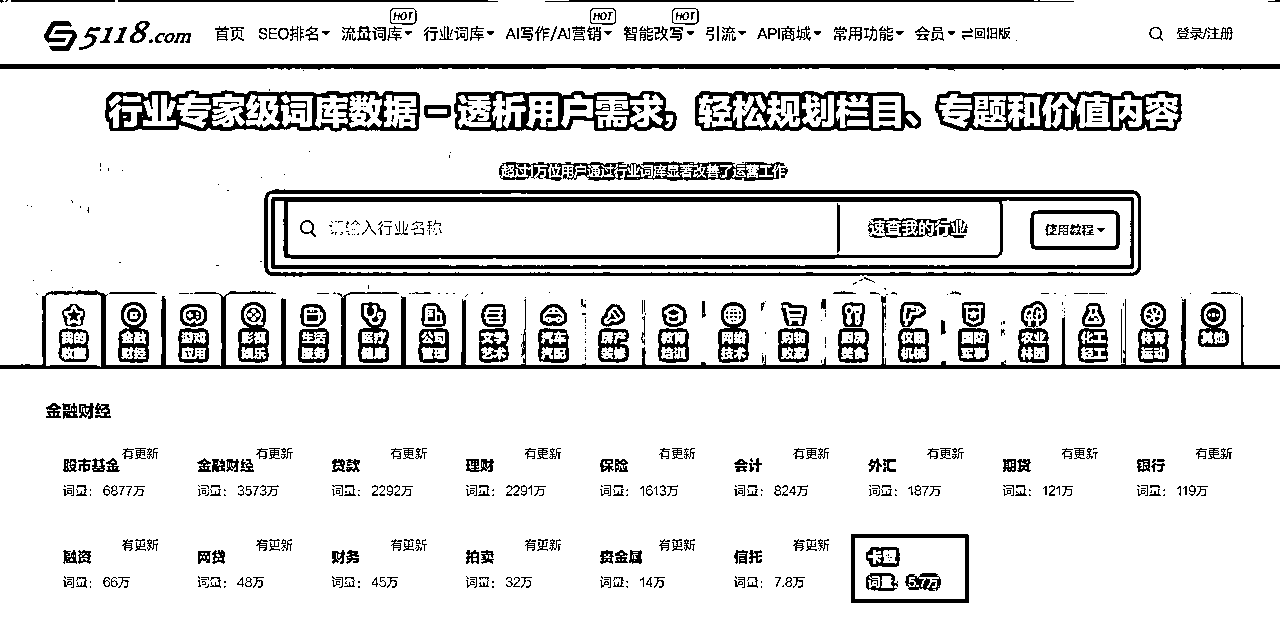 5118.com 首页 SEO排名 流量词库 HOT 行业词库 AI写作/AI营销 HOT 智能改写 HOT 引流 API商城 常用功能 会员 ⇌回旧版 登录/注册
行业专家级词库数据 - 透析用户需求，轻松规划栏目、专题和价值内容
超过1万位用户通过行业词库显著改善了运营工作
请输入行业名称 速查我的行业 使用教程
我的收藏 金融财经 游戏应用 影视娱乐 生活服务 医疗健康 公司管理 文学艺术 汽车汽配 房产装修 教育培训 网络技术 购物收藏 厨房美食 仪器机械 国防军事 农业林园 化工轻工 体育运动 其他
金融财经
股市基金 有更新 金融财经 有更新 贷款 有更新 理财 有更新 保险 有更新 会计 有更新 外汇 有更新 期货 有更新 银行 有更新
词量：6877万 词量：3573万 词量：2292万 词量：2291万 词量：1613万 词量：824万 词量：187万 词量：121万 词量：119万
融资 有更新 网贷 有更新 财务 有更新 拍卖 有更新 贵金属 有更新 信托 有更新 卡盟
词量：66万 词量：48万 词量：45万 词量：32万 词量：14万 词量：7.8万 词量：5.7万